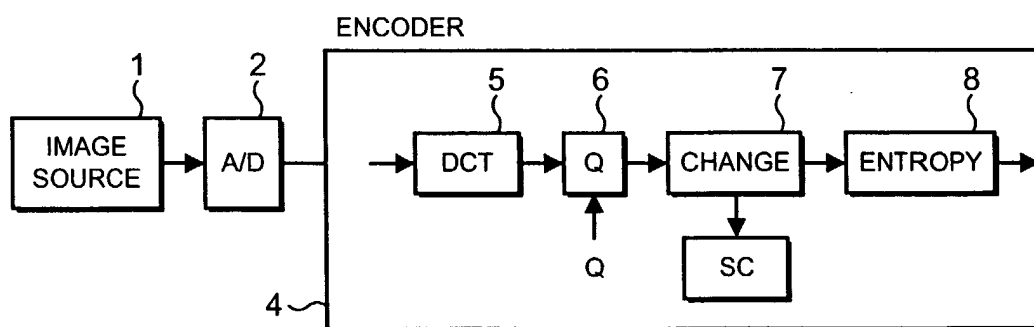 ENCODER
1
2
5
6
7
8
IMAGE
SOURCE
A/D
DCT
Q
CHANGE
ENTROPY
Q
SC
4